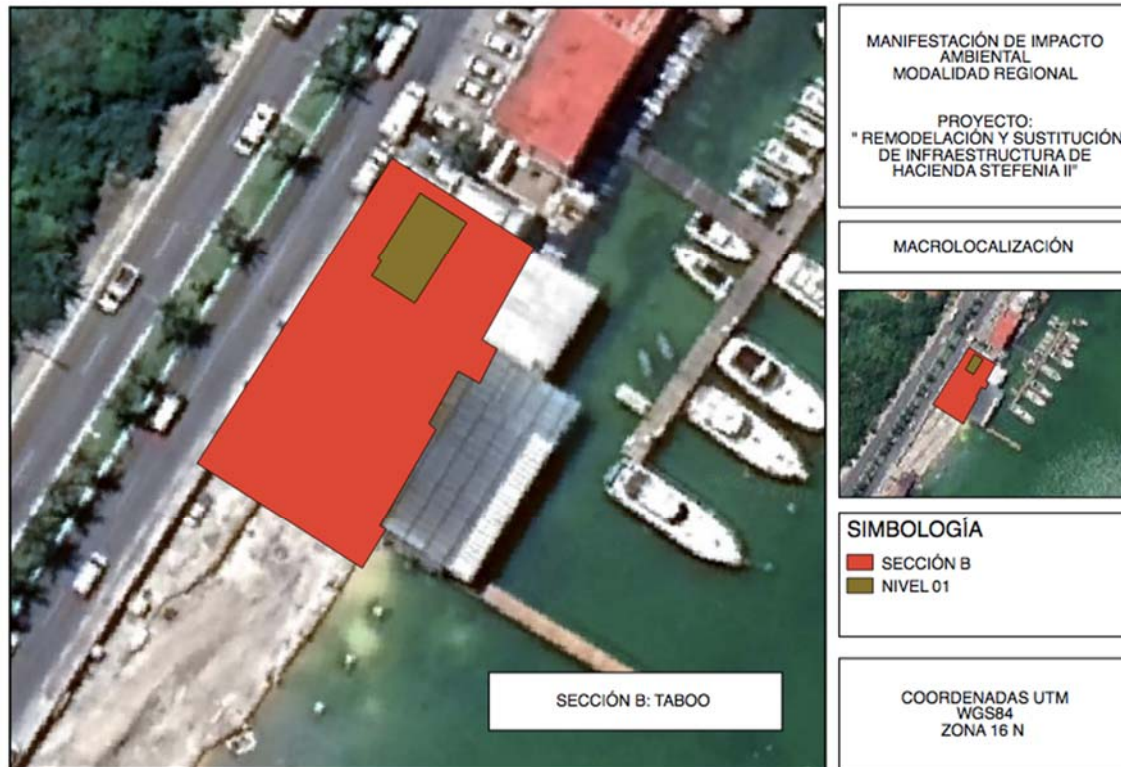 MANIFESTACIÓN DE IMPACTO
AMBIENTAL
MODALIDAD REGIONAL
PROYECTO:
" REMODELACIÓN Y SUSTITUCIÓN
DE INFRAESTRUCTURA DE
HACIENDA STEFENIA II"
MACROLOCALIZACIÓN
SIMBOLOGÍA
SECCIÓN B
NIVEL 01
SECCIÓN B: TABOO
COORDENADAS UTM
WGS84
ZONA 16 N